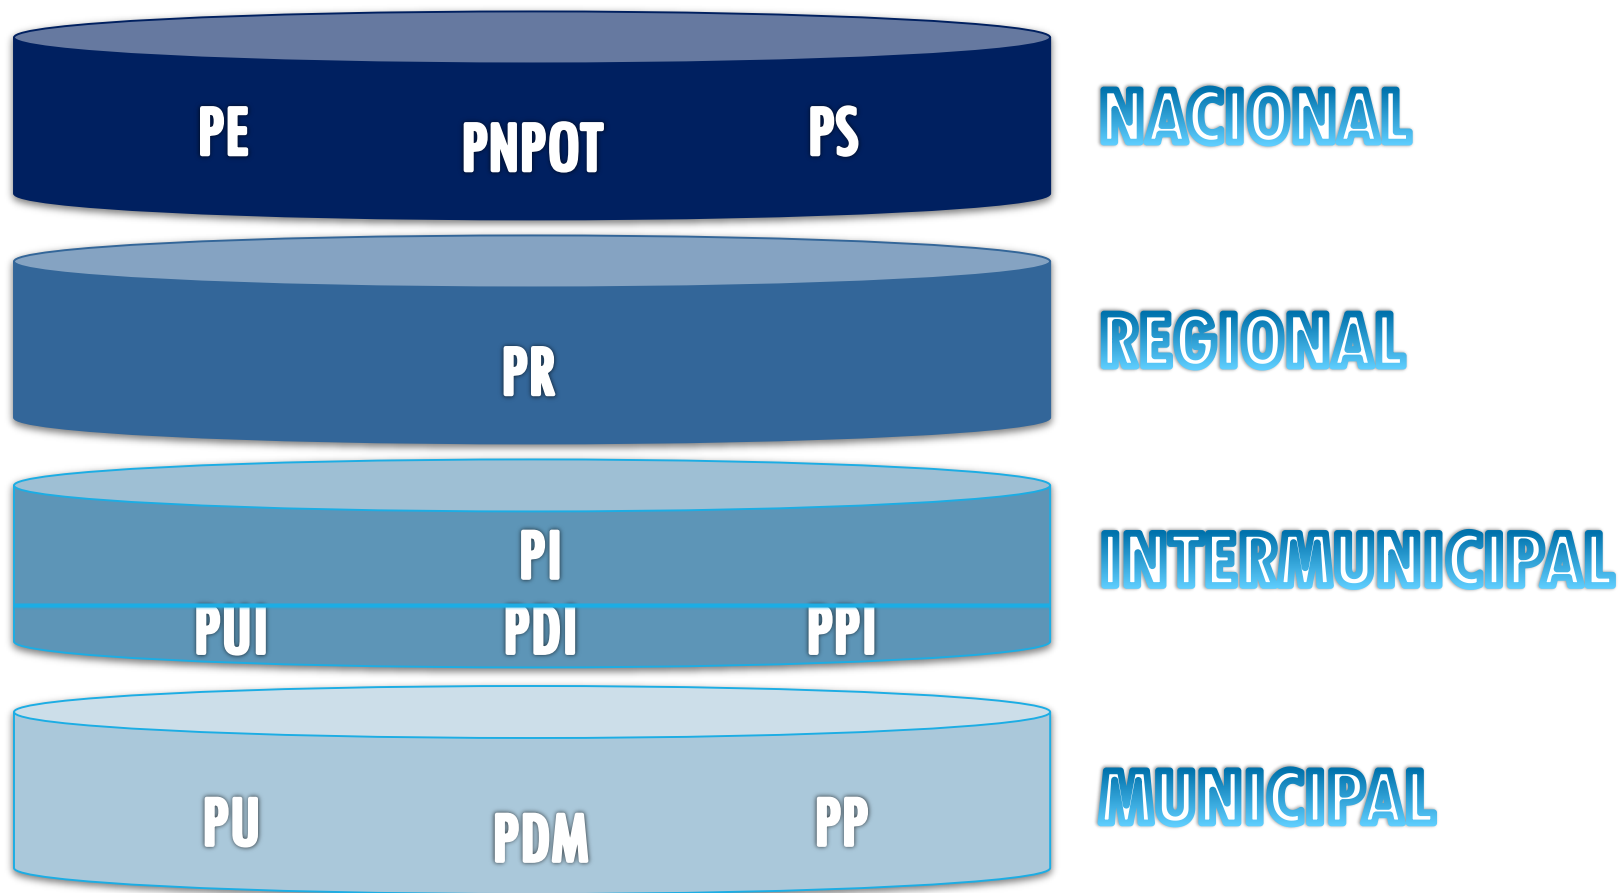 PE PNPOT PS NACIONAL
PR REGIONAL
PI INTERMUNICIPAL
PUI PDI PPI
PU PDM PP MUNICIPAL